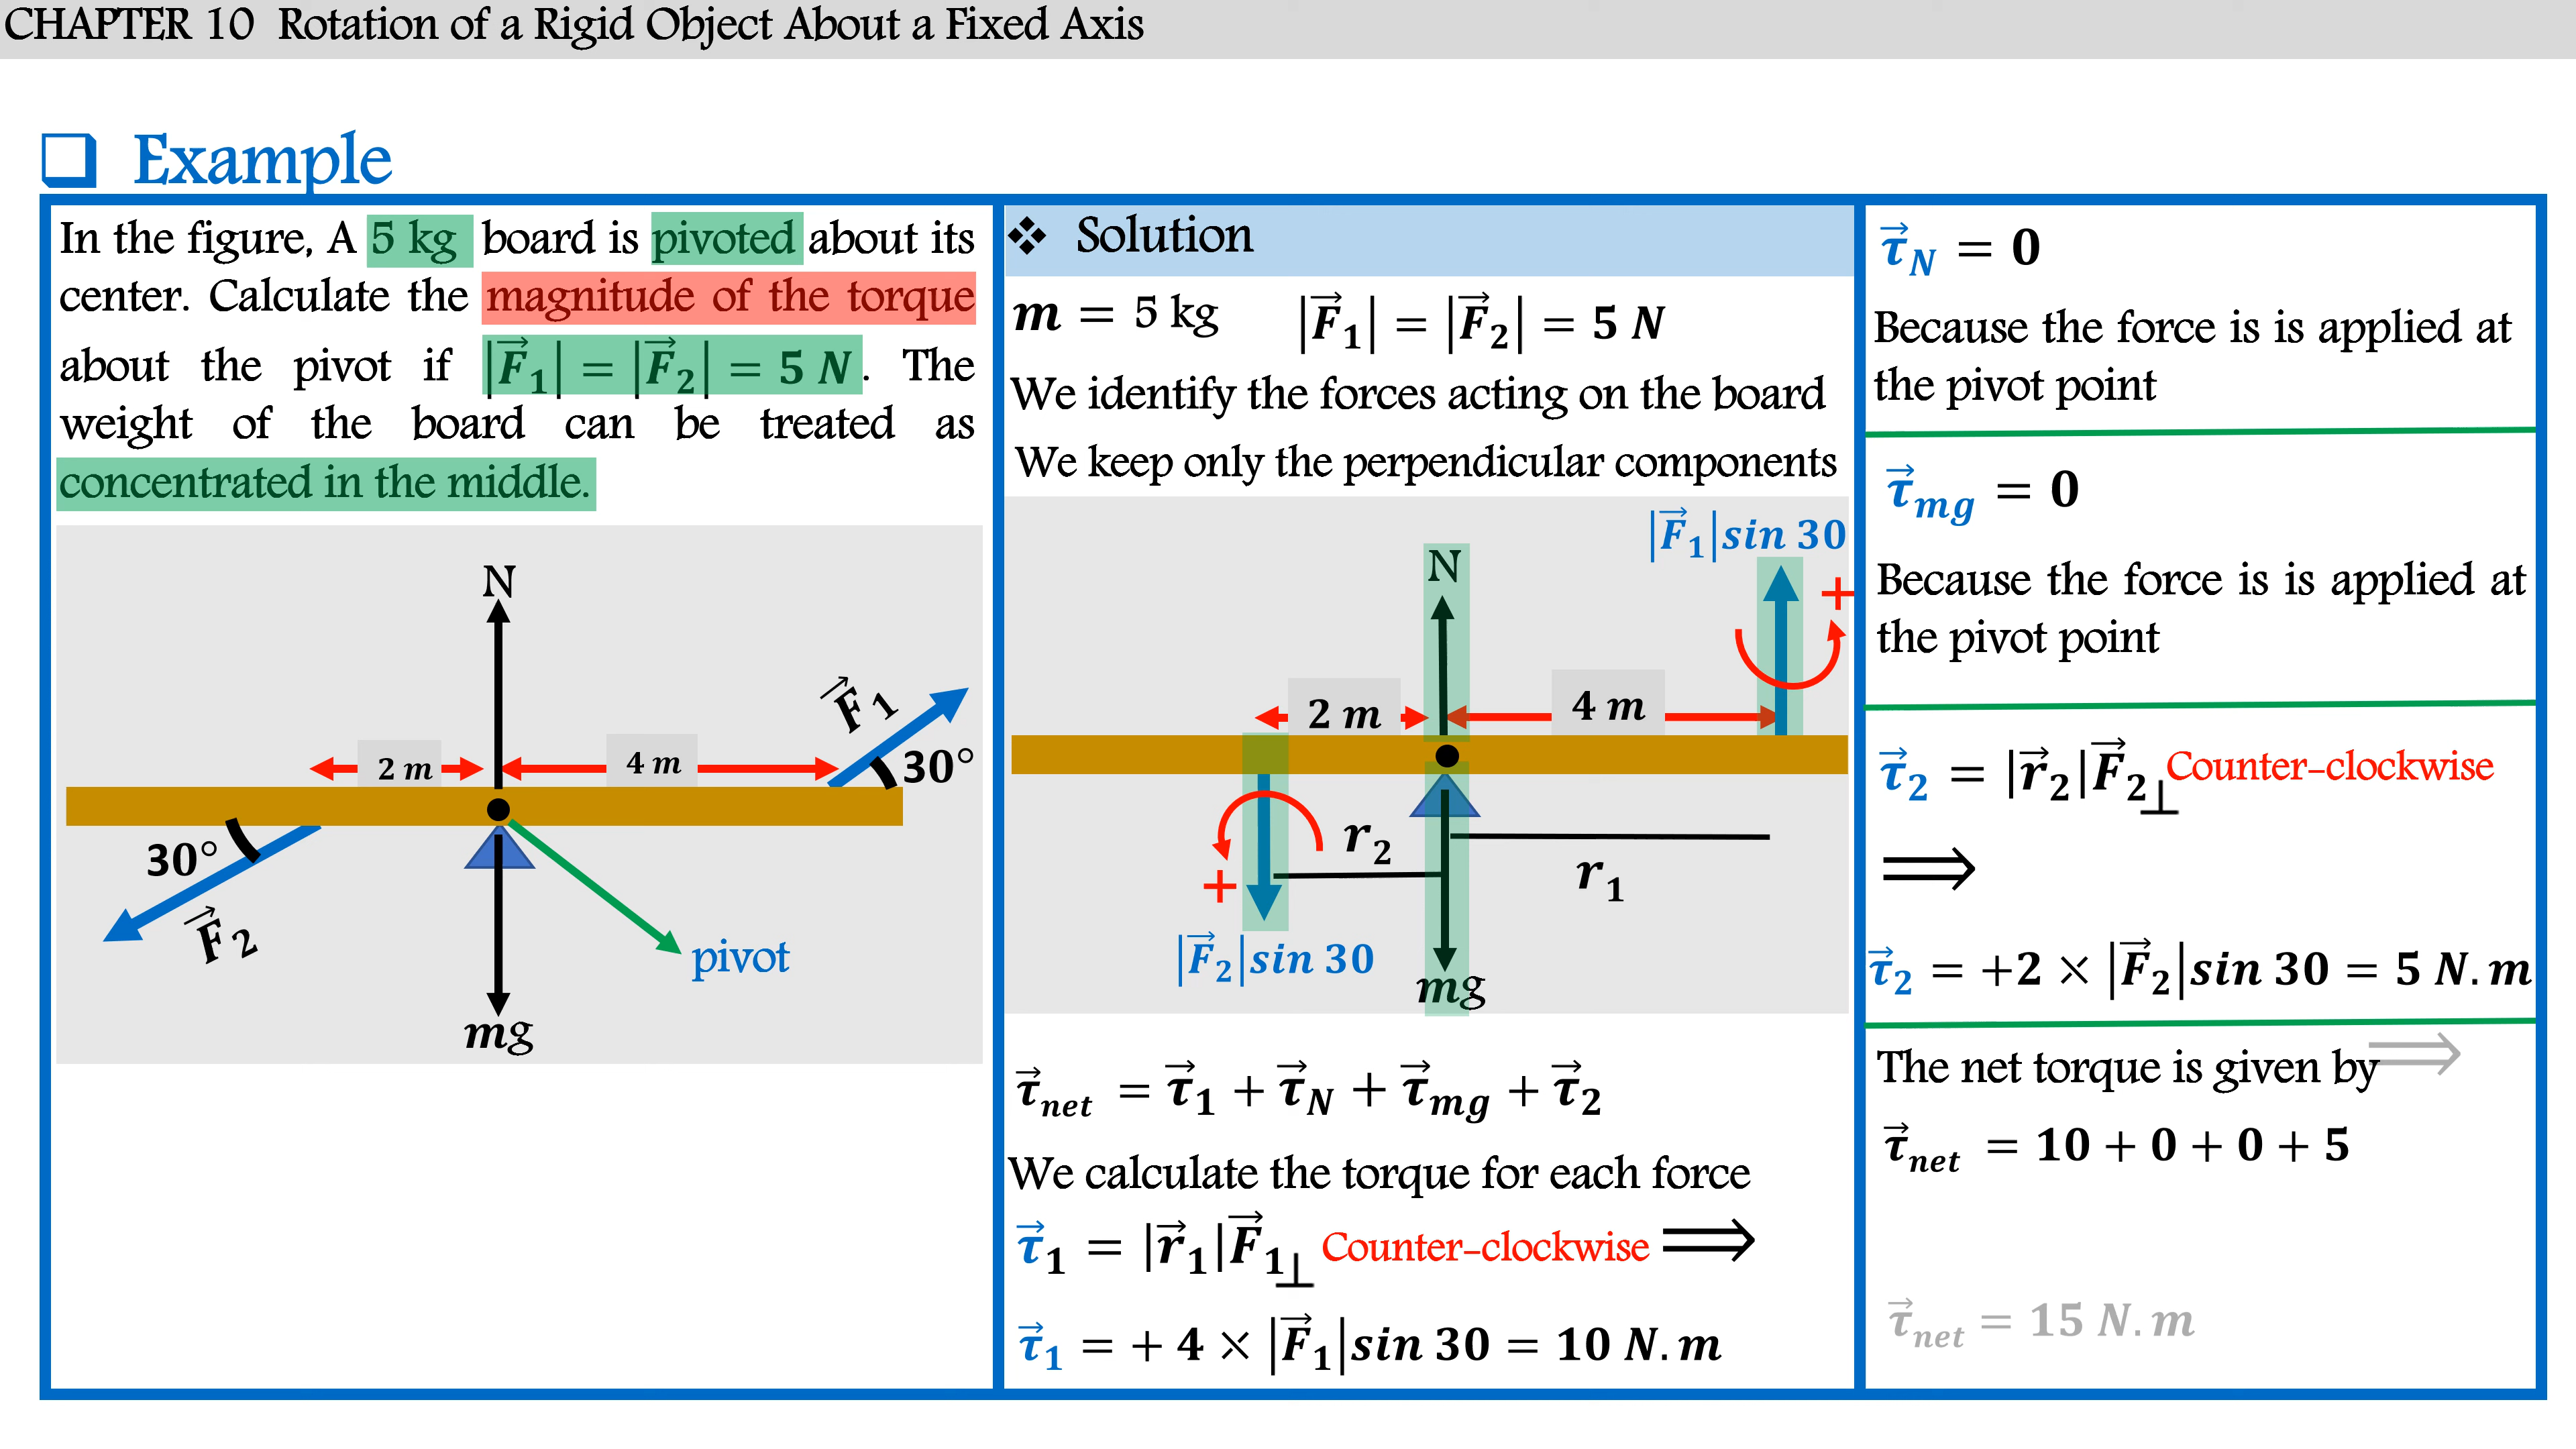 CHAPTER 10 Rotation of a Rigid Object About a Fixed Axis
❑ Example
In the figure, A 5 kg board is pivoted about its
center. Calculate the magnitude of the torque
about the pivot if |F⃗₁| = |F⃗₂| = 5 N. The
weight of the board can be treated as
concentrated in the middle.
N
F⃗₁
2 m
4 m
30°
30°
F⃗₂
pivot
mg
❖ Solution
m = 5 kg |F⃗₁| = |F⃗₂| = 5 N
We identify the forces acting on the board
We keep only the perpendicular components
|F⃗₁|sin 30
N
+
2 m
4 m
r₂
r₁
+
|F⃗₂|sin 30
mg
τ⃗net = τ⃗₁ + τ⃗N + τ⃗mg + τ⃗₂
We calculate the torque for each force
τ⃗₁ = |r⃗₁|F⃗₁⊥ Counter-clockwise ⟹
τ⃗₁ = + 4 × |F⃗₁|sin 30 = 10 N.m
τ⃗N = 0
Because the force is is applied at
the pivot point
τ⃗mg = 0
Because the force is is applied at
the pivot point
τ⃗₂ = |r⃗₂|F⃗₂⊥ Counter-clockwise
⟹
τ⃗₂ = +2 × |F⃗₂|sin 30 = 5 N.m
The net torque is given by ⟹
τ⃗net = 10 + 0 + 0 + 5
τ⃗net = 15 N.m